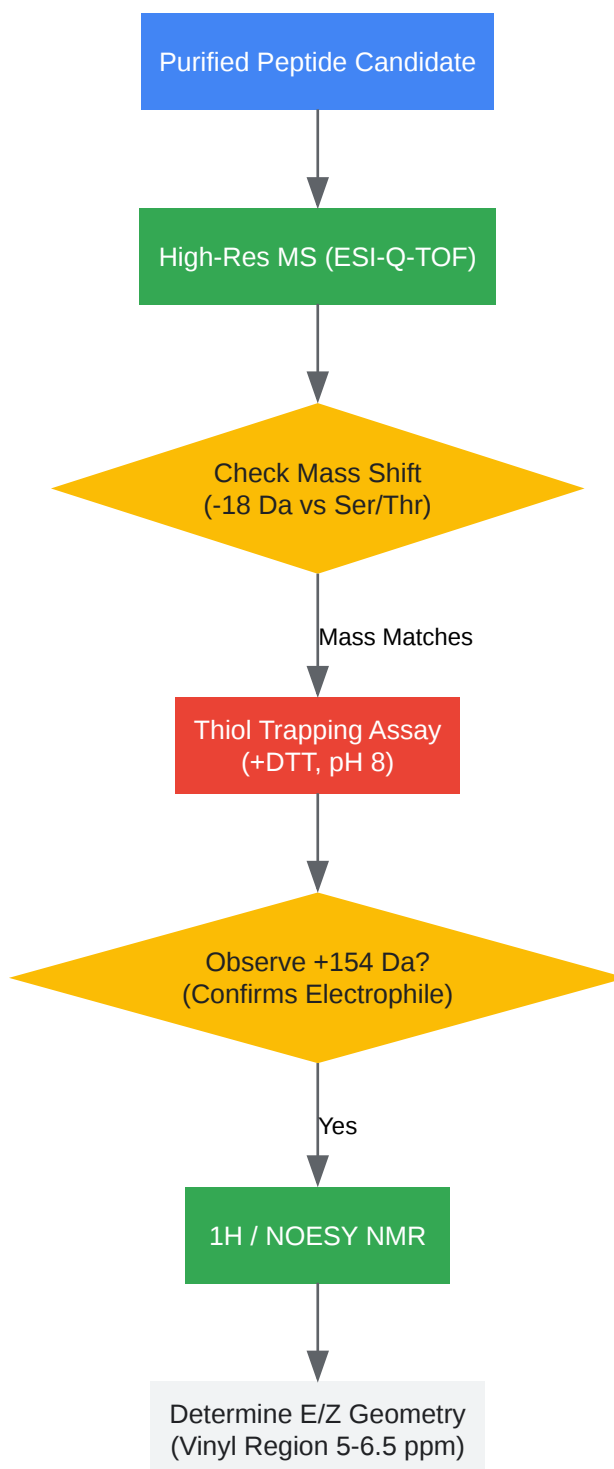 Purified Peptide Candidate
High-Res MS (ESI-Q-TOF)
Check Mass Shift
(-18 Da vs Ser/Thr)
Mass Matches
Thiol Trapping Assay
(+DTT, pH 8)
Observe +154 Da?
(Confirms Electrophile)
Yes
1H / NOESY NMR
Determine E/Z Geometry
(Vinyl Region 5-6.5 ppm)